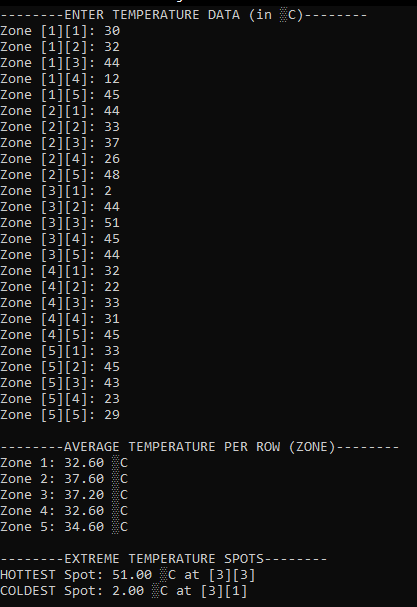 --------ENTER TEMPERATURE DATA (in ▒C)--------
Zone [1][1]: 30
Zone [1][2]: 32
Zone [1][3]: 44
Zone [1][4]: 12
Zone [1][5]: 45
Zone [2][1]: 44
Zone [2][2]: 33
Zone [2][3]: 37
Zone [2][4]: 26
Zone [2][5]: 48
Zone [3][1]: 2
Zone [3][2]: 44
Zone [3][3]: 51
Zone [3][4]: 45
Zone [3][5]: 44
Zone [4][1]: 32
Zone [4][2]: 22
Zone [4][3]: 33
Zone [4][4]: 31
Zone [4][5]: 45
Zone [5][1]: 33
Zone [5][2]: 45
Zone [5][3]: 43
Zone [5][4]: 23
Zone [5][5]: 29
--------AVERAGE TEMPERATURE PER ROW (ZONE)--------
Zone 1: 32.60 ▒C
Zone 2: 37.60 ▒C
Zone 3: 37.20 ▒C
Zone 4: 32.60 ▒C
Zone 5: 34.60 ▒C
--------EXTREME TEMPERATURE SPOTS--------
HOTTEST Spot: 51.00 ▒C at [3][3]
COLDEST Spot: 2.00 ▒C at [3][1]